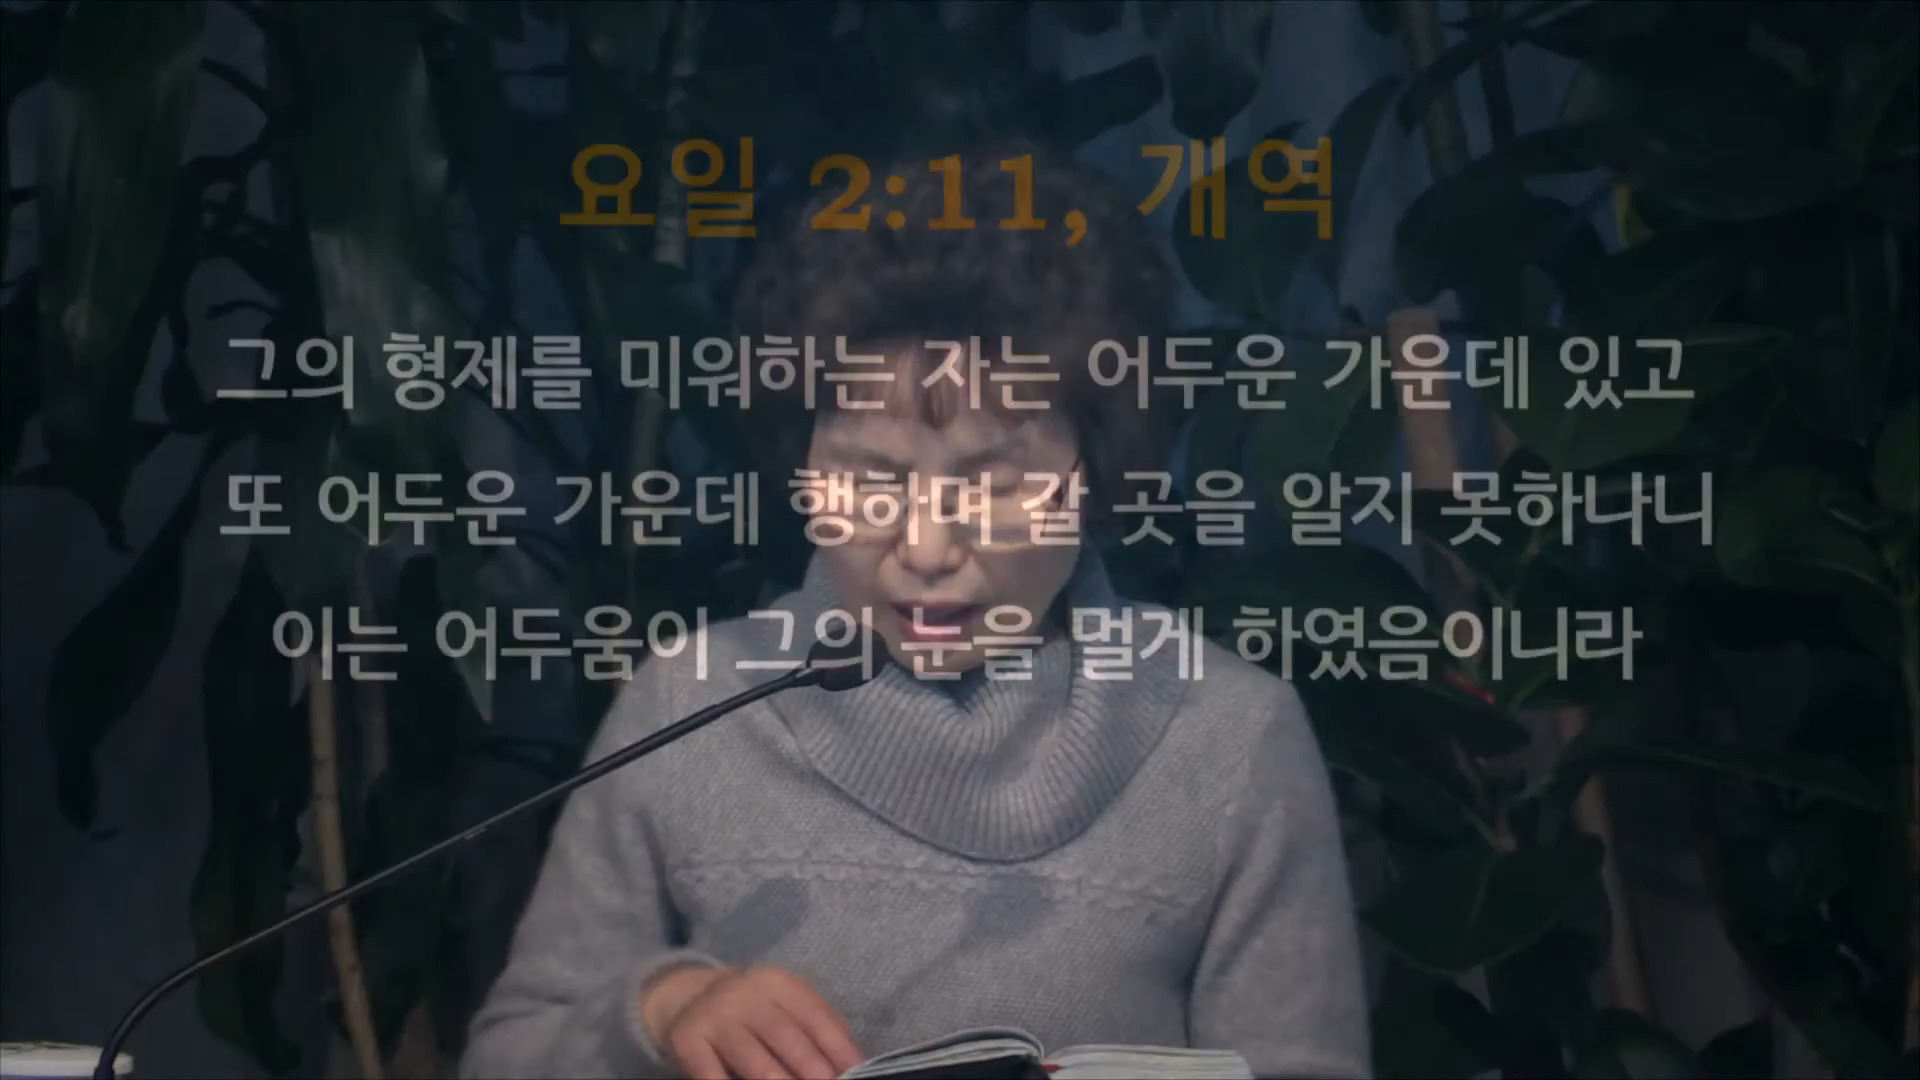 요일 2:11, 개역
그의 형제를 미워하는 자는 어두운 가운데 있고
또 어두운 가운데 행하며 갈 곳을 알지 못하나니
이는 어두움이 그의 눈을 멀게 하였음이니라